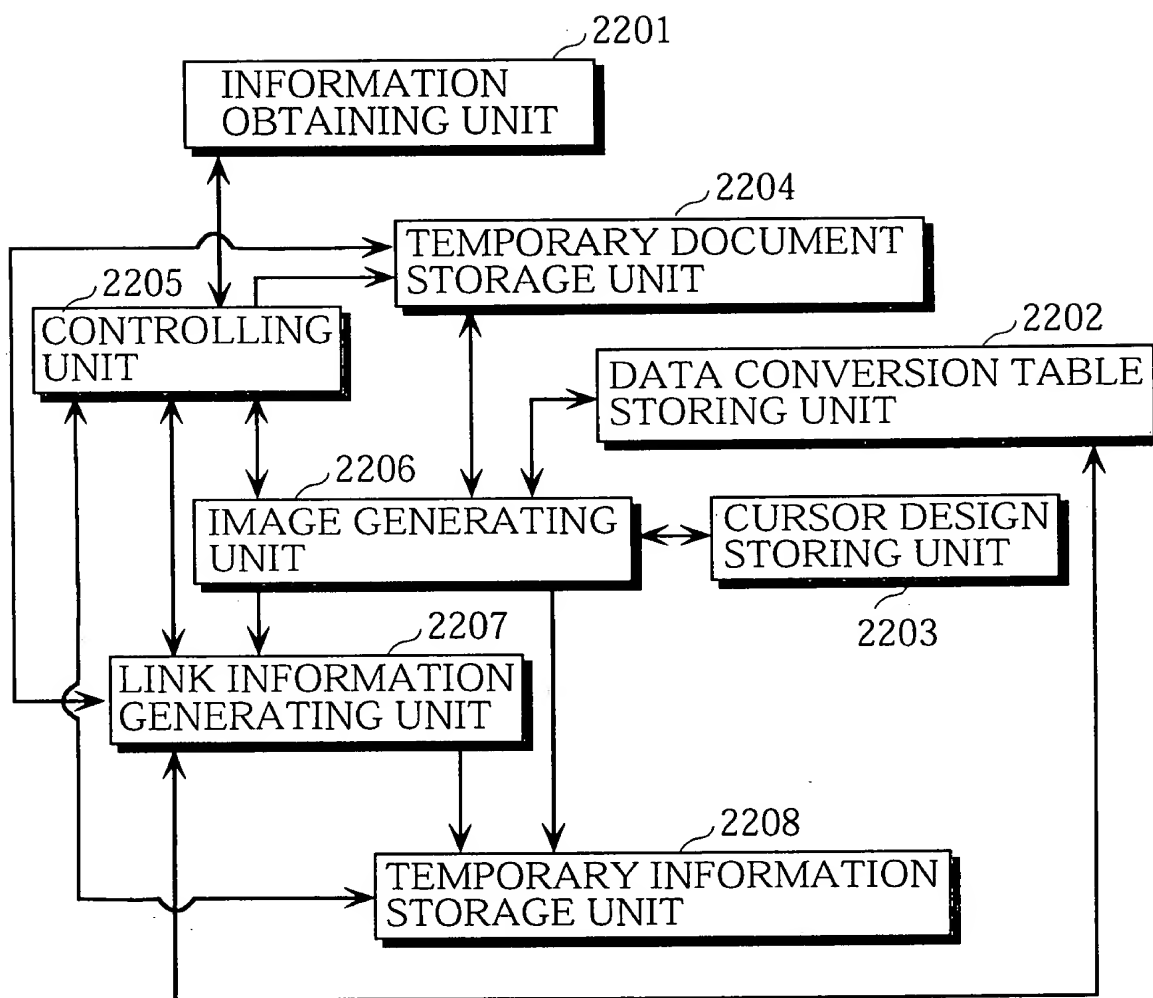 2201
INFORMATION
OBTAINING UNIT
2204
TEMPORARY DOCUMENT
STORAGE UNIT
2205
CONTROLLING
UNIT
2202
DATA CONVERSION TABLE
STORING UNIT
2206
IMAGE GENERATING
UNIT
CURSOR DESIGN
STORING UNIT
2203
2207
LINK INFORMATION
GENERATING UNIT
2208
TEMPORARY INFORMATION
STORAGE UNIT